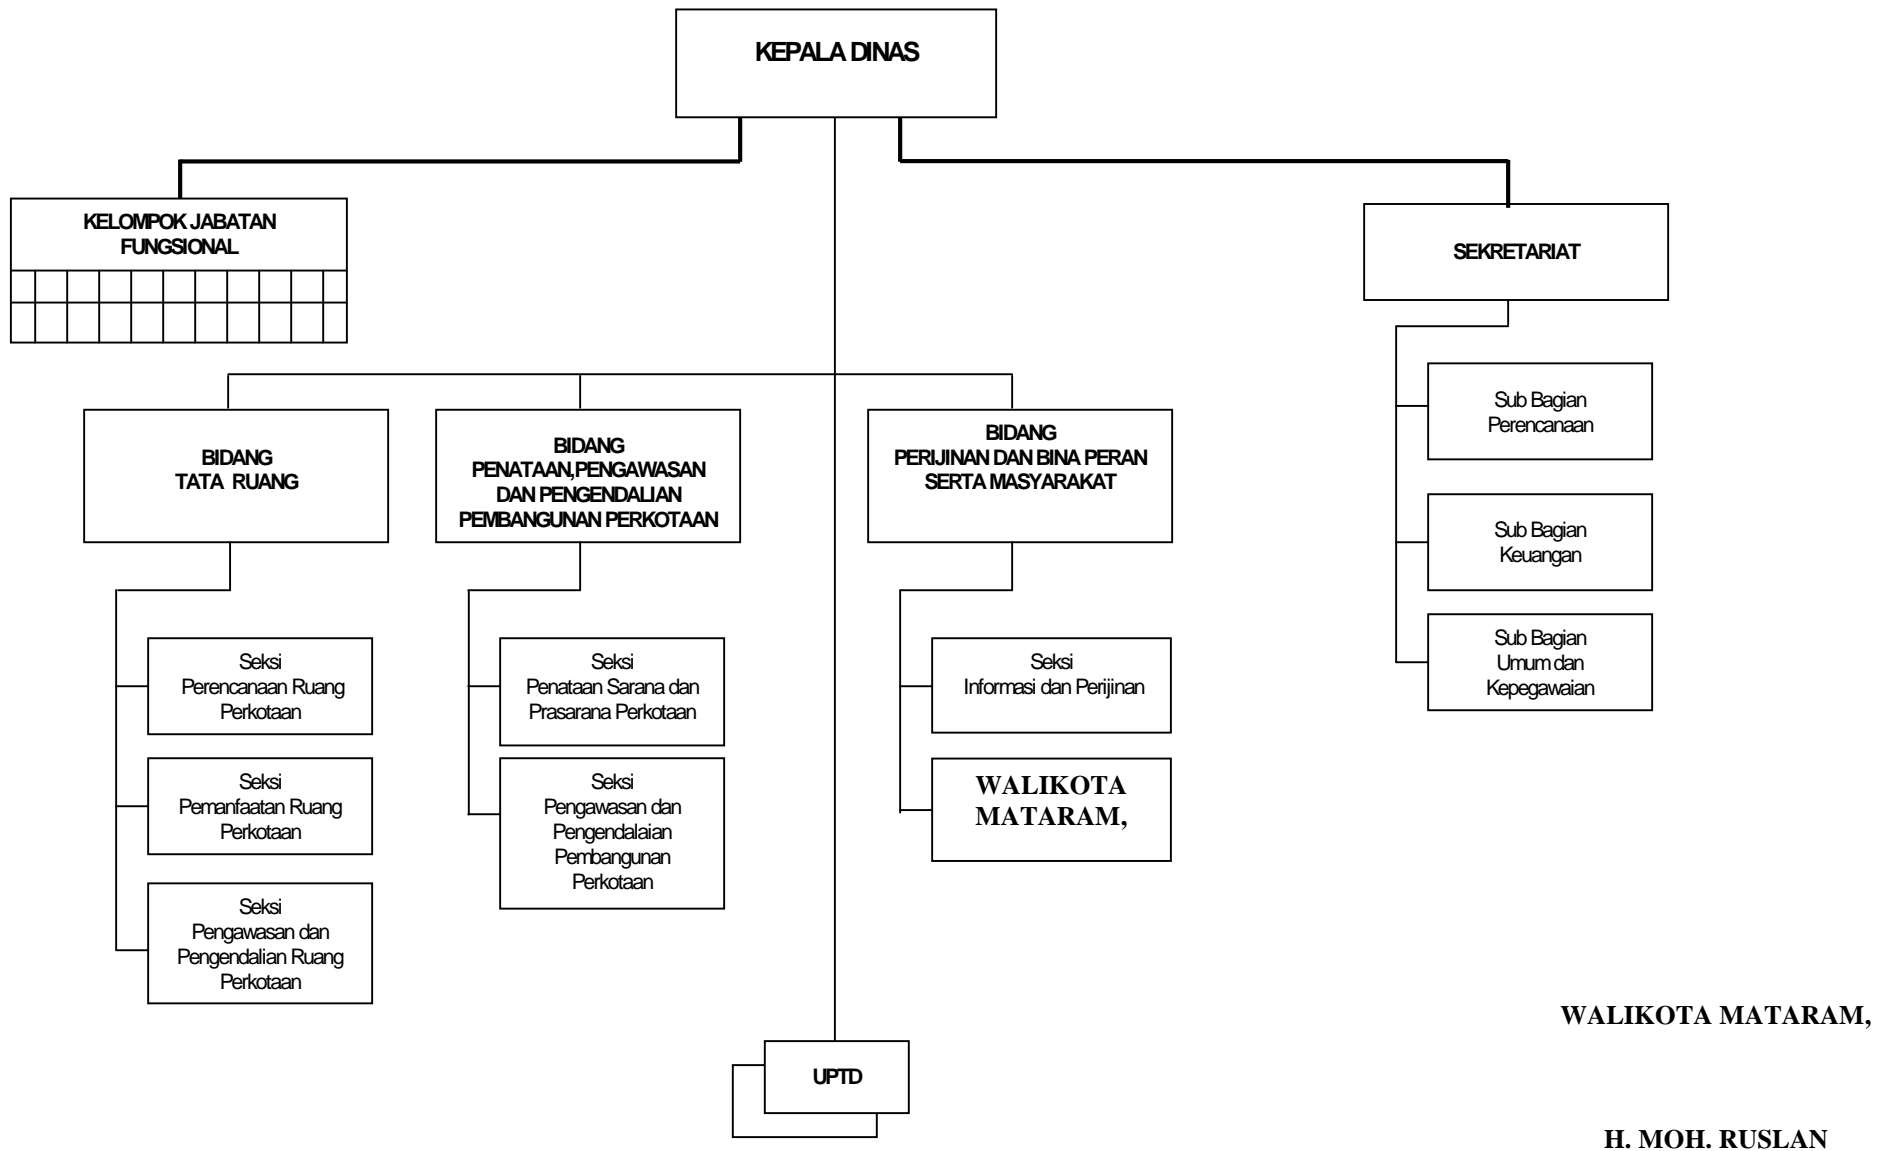 KEPALA DINAS
KELOMPOK JABATAN
FUNGSIONAL
SEKRETARIAT
Sub Bagian
Perencanaan
Sub Bagian
Keuangan
Sub Bagian
Umum dan
Kepegawaian
BIDANG
TATA RUANG
Seksi
Perencanaan Ruang
Perkotaan
Seksi
Pemanfaatan Ruang
Perkotaan
Seksi
Pengawasan dan
Pengendalian Ruang
Perkotaan
BIDANG
PENATAAN,PENGAWASAN
DAN PENGENDALIAN
PEMBANGUNAN PERKOTAAN
Seksi
Penataan Sarana dan
Prasarana Perkotaan
Seksi
Pengawasan dan
Pengendalaian
Pembangunan
Perkotaan
BIDANG
PERIJINAN DAN BINA PERAN
SERTA MASYARAKAT
Seksi
Informasi dan Perijinan
WALIKOTA
MATARAM,
UPTD
WALIKOTA MATARAM,
H. MOH. RUSLAN